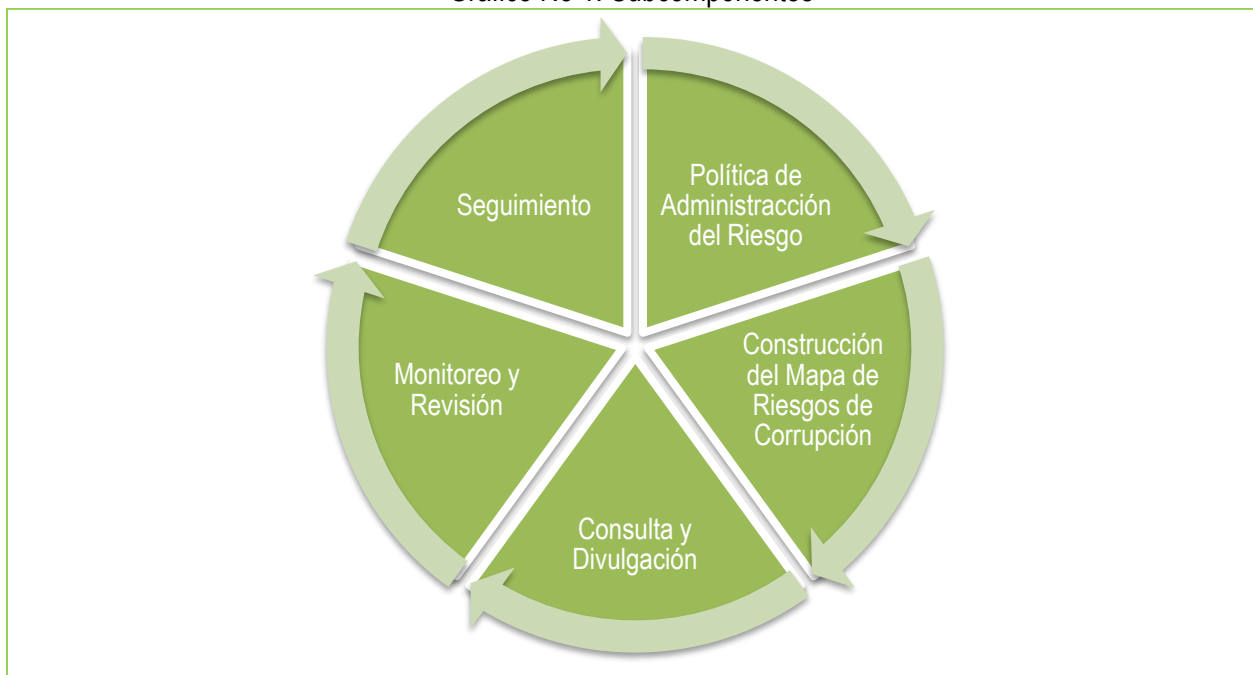 Política de
Administracción
del Riesgo
Construcción
del Mapa de
Riesgos de
Corrupción
Consulta y
Divulgación
Monitoreo y
Revisión
Seguimiento